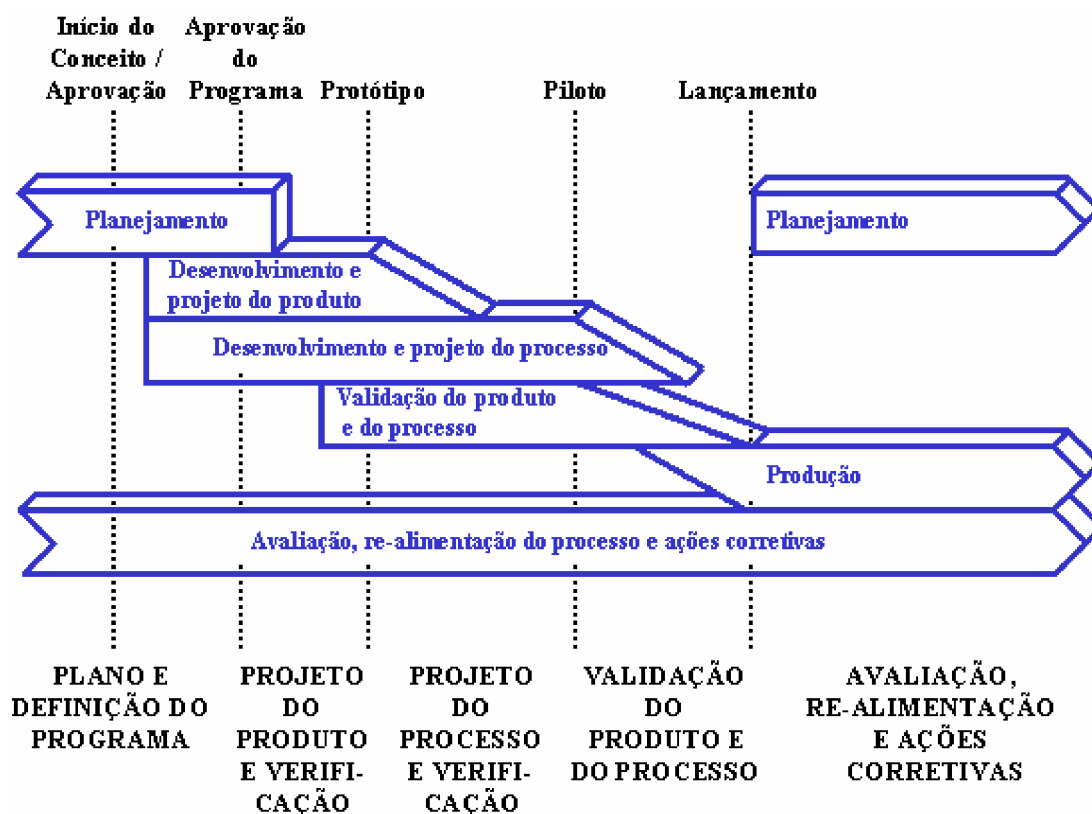 Início do
Conceito /
Aprovação
Aprovação
do
Programa
Protótipo
Piloto
Lançamento
Planejamento
Planejamento
Desenvolvimento e
projeto do produto
Desenvolvimento e projeto do processo
Validação do produto
e do processo
Produção
Avaliação, re-alimentação do processo e ações corretivas
PLANO E
DEFINIÇÃO DO
PROGRAMA
PROJETO
DO
PRODUTO
E VERIFI-
CAÇÃO
PROJETO
DO
PROCESSO
E VERIFI-
CAÇÃO
VALIDAÇÃO
DO
PRODUTO E
DO PROCESSO
AVALIAÇÃO,
RE-ALIMENTAÇÃO
E AÇÕES
CORRETIVAS